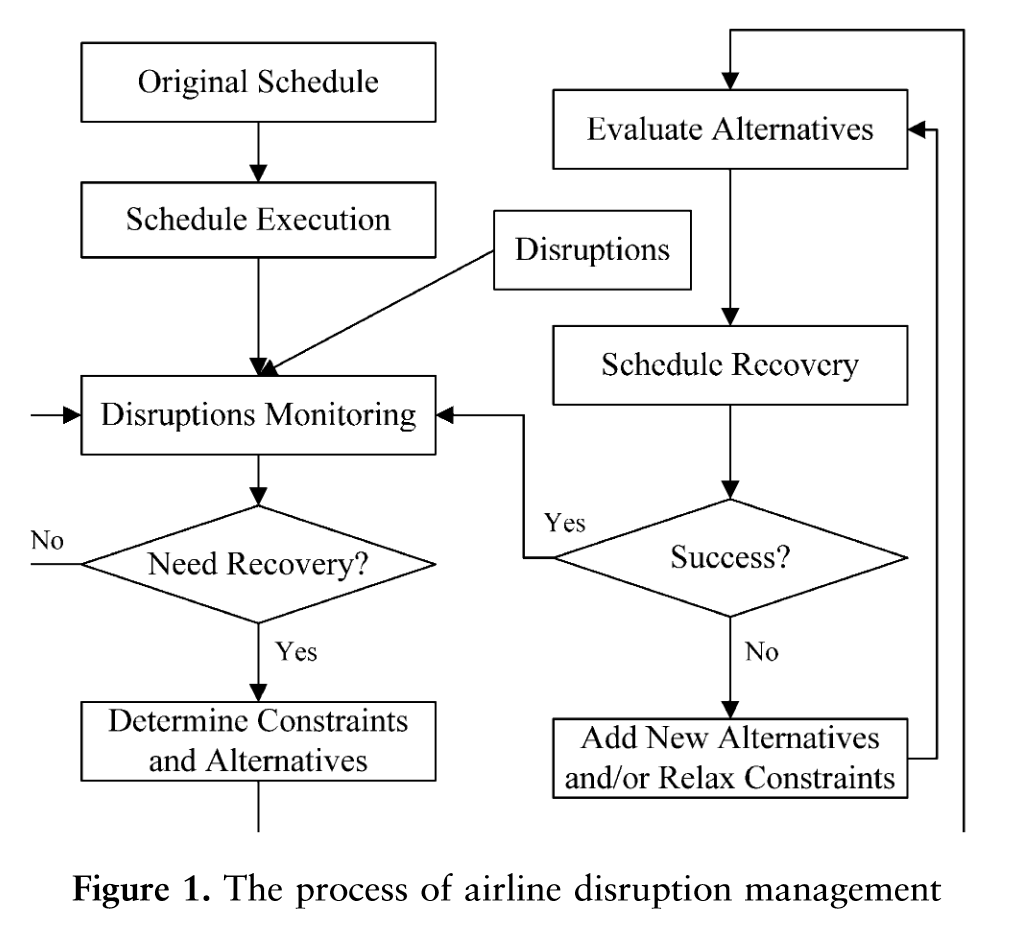 Original Schedule
Schedule Execution
Disruptions
Disruptions Monitoring
No
Need Recovery?
Yes
Determine Constraints
and Alternatives
Evaluate Alternatives
Schedule Recovery
Yes
Success?
No
Add New Alternatives
and/or Relax Constraints
Figure 1. The process of airline disruption management